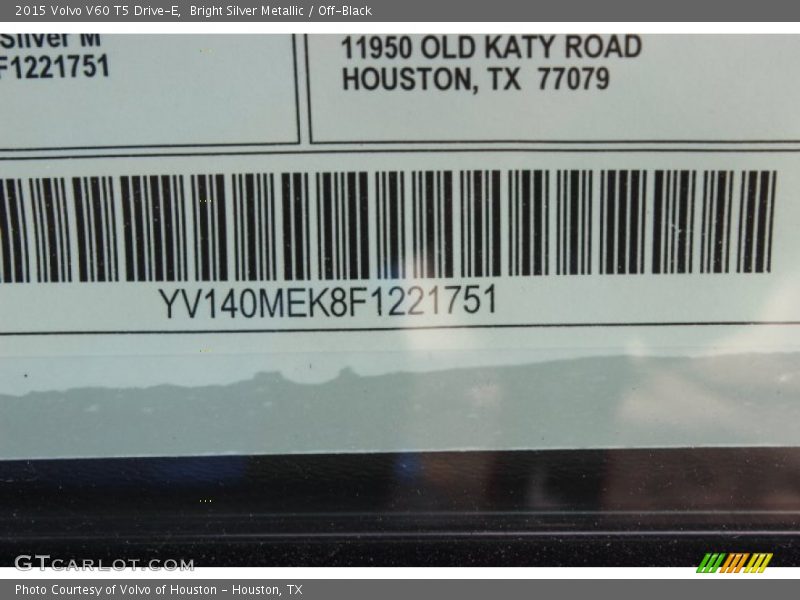 2015 Volvo V60 T5 Drive-E, Bright Silver Metallic / Off-Black
Silver M
F1221751
11950 OLD KATY ROAD
HOUSTON, TX 77079
YV140MEK8F1221751
GTcarlot.com
Photo Courtesy of Volvo of Houston - Houston, TX